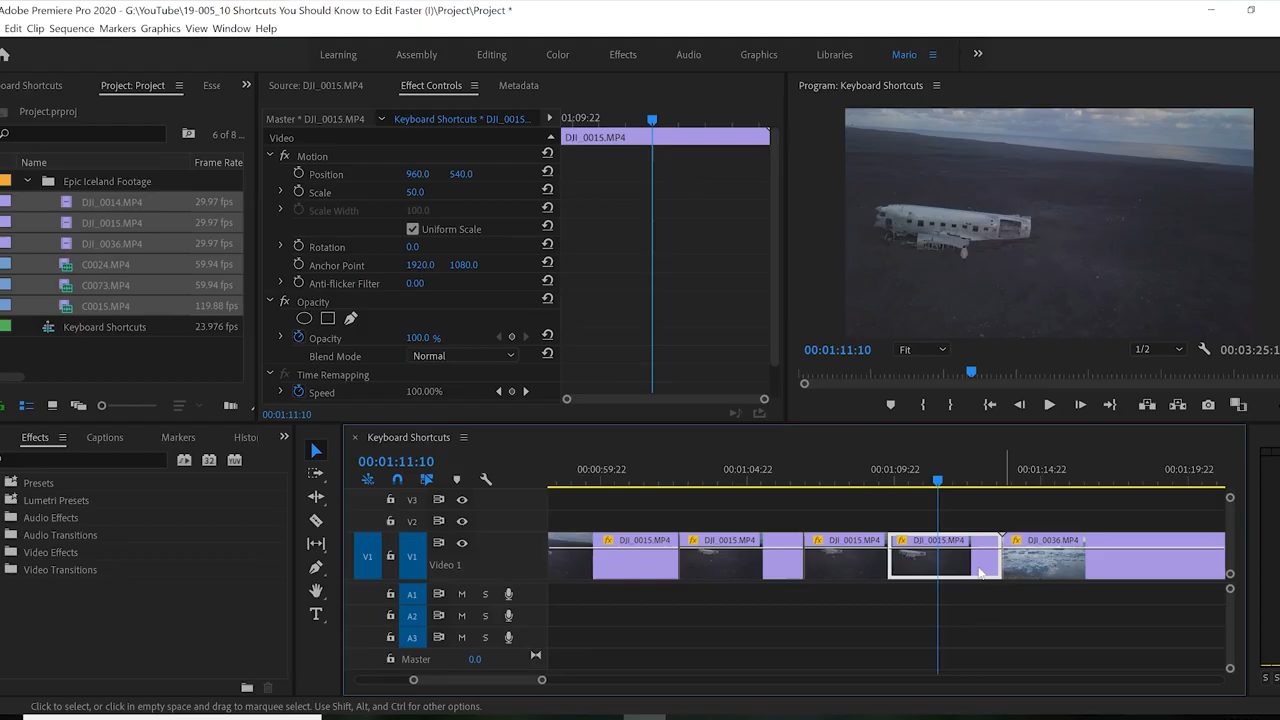 Adobe Premiere Pro 2020 - G:\YouTube\19-005_10 Shortcuts You Should Know to Edit Faster (I)\Project\Project *
Edit Clip Sequence Markers Graphics View Window Help
Learning Assembly Editing Color Effects Audio Graphics Libraries Mario
board Shortcuts Project: Project Esse
Source: DJI_0015.MP4 Effect Controls Metadata
Program: Keyboard Shortcuts
Project.prproj
6 of 8...
Name Frame Rate
Epic Iceland Footage
DJI_0014.MP4 29.97 fps
DJI_0015.MP4 29.97 fps
DJI_0036.MP4 29.97 fps
C0024.MP4 59.94 fps
C0073.MP4 59.94 fps
C0015.MP4 119.88 fps
Keyboard Shortcuts 23.976 fps
Master * DJI_0015.MP4 Keyboard Shortcuts * DJI_0015...
01:09:22
Video DJI_0015.MP4
fx Motion
Position 960.0 540.0
Scale 50.0
Scale Width 100.0
Uniform Scale
Rotation 0.0
Anchor Point 1920.0 1080.0
Anti-flicker Filter 0.00
fx Opacity
Opacity 100.0 %
Blend Mode Normal
fx Time Remapping
Speed 100.00%
00:01:11:10
00:01:11:10 Fit 1/2 00:03:25:1
Effects Captions Markers Histo
32 YUV
Presets
Lumetri Presets
Audio Effects
Audio Transitions
Video Effects
Video Transitions
Keyboard Shortcuts
00:01:11:10
00:00:59:22 00:01:04:22 00:01:09:22 00:01:14:22 00:01:19:22
V3
V2
V1 V1 Video 1
fx DJI_0015.MP4 fx DJI_0015.MP4 fx DJI_0015.MP4 fx DJI_0015.MP4 fx DJI_0036.MP4
A1 M S
A2 M S
A3 M S
Master 0.0
S S
Click to select, or click in empty space and drag to marquee select. Use Shift, Alt, and Ctrl for other options.